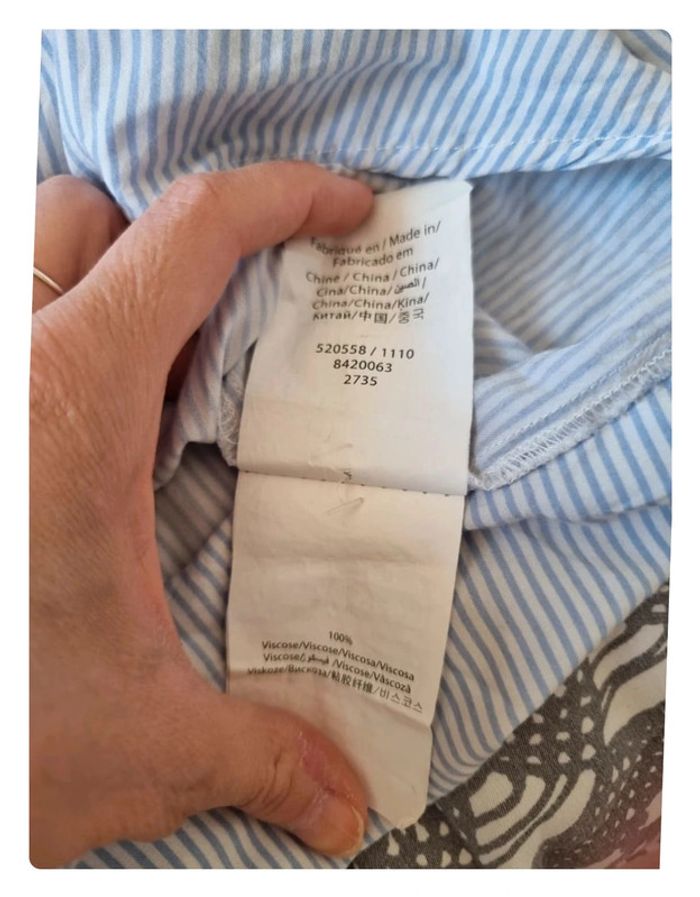 Fabriqué en / Made in/
Fabricado em
Chine / China / China/
Cina/China/ الصين /
China/China/Kina/
Китай/中国/중국
520558 / 1110
8420063
2735
100%
Viscose/Viscose/Viscosa/Viscosa
Viscose/ فيسكوز /Viscose/Vàscoza
Viskoze/Вискоза/粘胶纤维/비스코스